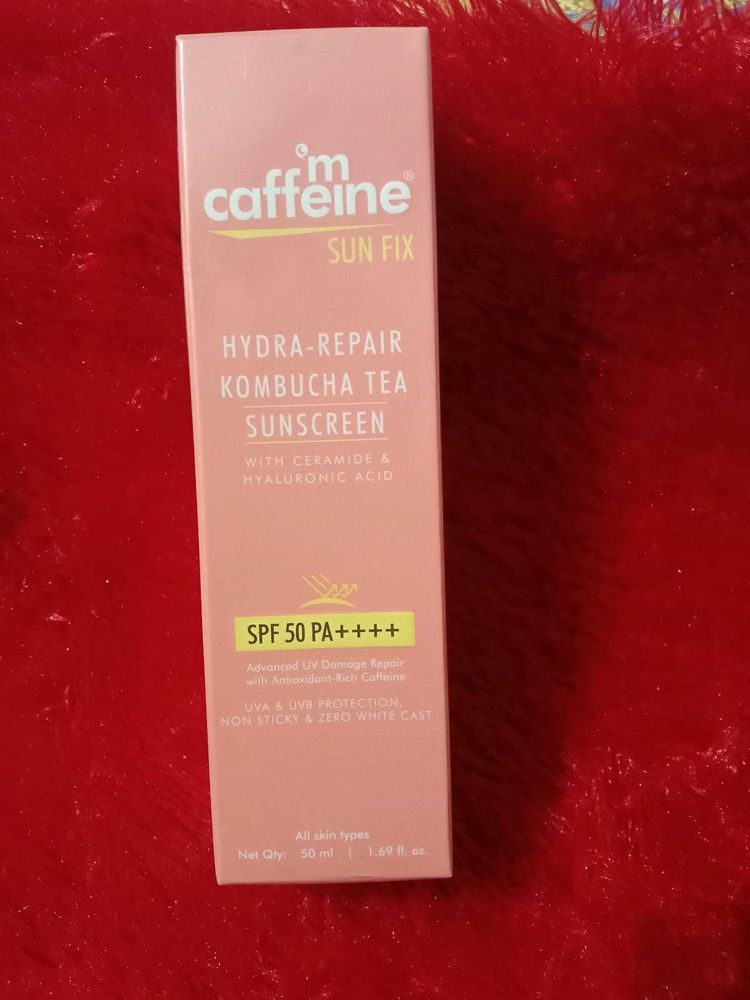 'm
caffeine®
SUN FIX
HYDRA-REPAIR
KOMBUCHA TEA
SUNSCREEN
WITH CERAMIDE &
HYALURONIC ACID
SPF 50 PA++++
Advanced UV Damage Repair
with Antioxidant-Rich Caffeine
UVA & UVB PROTECTION,
NON STICKY & ZERO WHITE CAST
All skin types
Net Qty: 50 ml | 1.69 fl. oz.